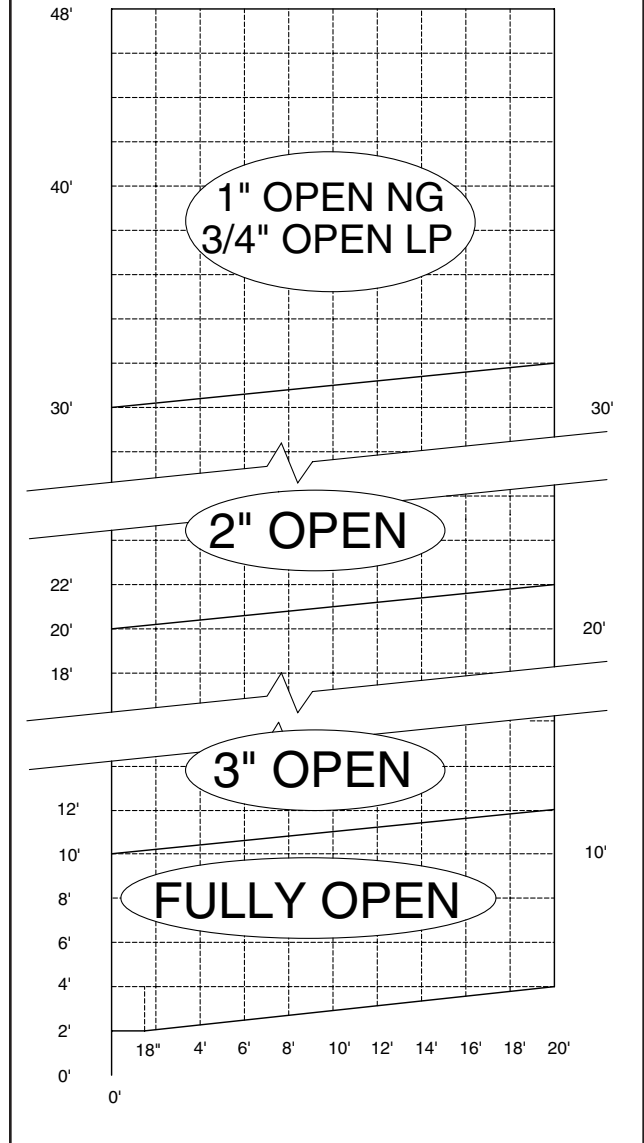 48'
40'
1" OPEN NG
3/4" OPEN LP
30' 30'
2" OPEN
22'
20' 20'
18'
3" OPEN
12'
10' 10'
8'
FULLY OPEN
6'
4'
2'
18" 4' 6' 8' 10' 12' 14' 16' 18' 20'
0'
0'